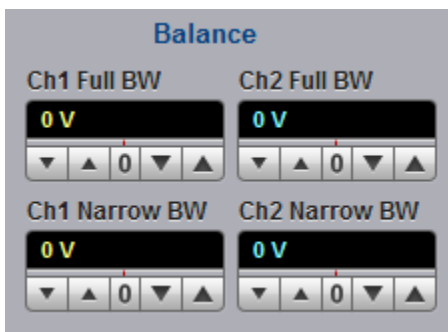 Balance
Ch1 Full BW Ch2 Full BW
0 V 0 V
0 0
Ch1 Narrow BW Ch2 Narrow BW
0 V 0 V
0 0